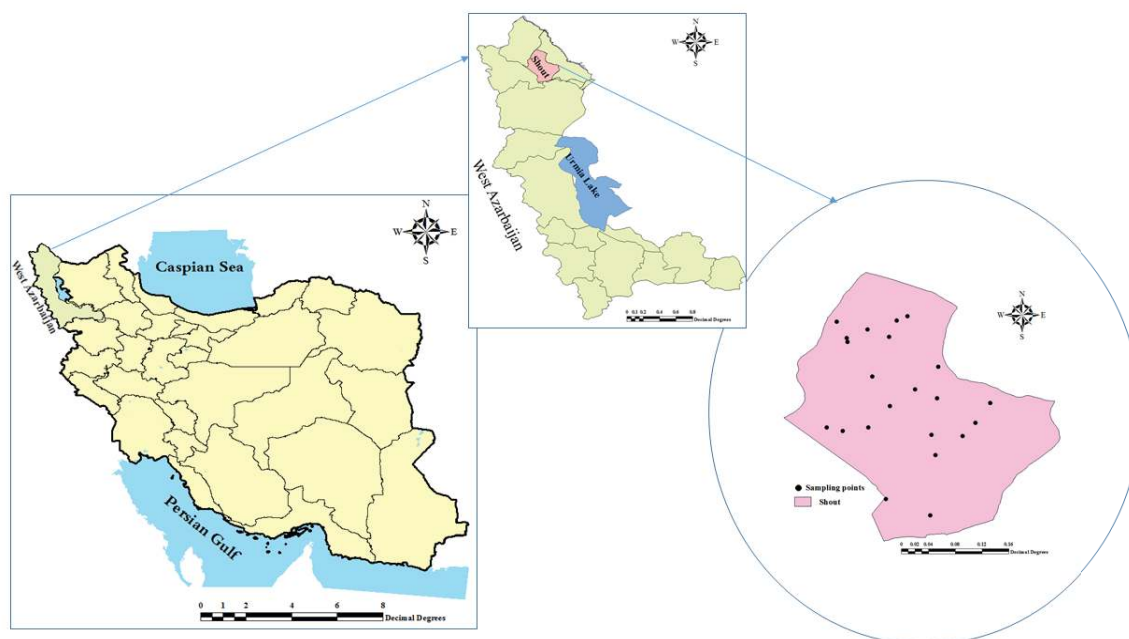 N
W E
S
Caspian Sea
West Azarbaijan
Persian Gulf
0 1 2 4 6 8
Decimal Degrees
N
W E
S
Shout
Urmia Lake
West Azarbaijan
0 0.1 0.2 0.4 0.6 0.8
Decimal Degrees
N
W E
S
Sampling points
Shout
0 0.02 0.04 0.08 0.12 0.16
Decimal Degrees